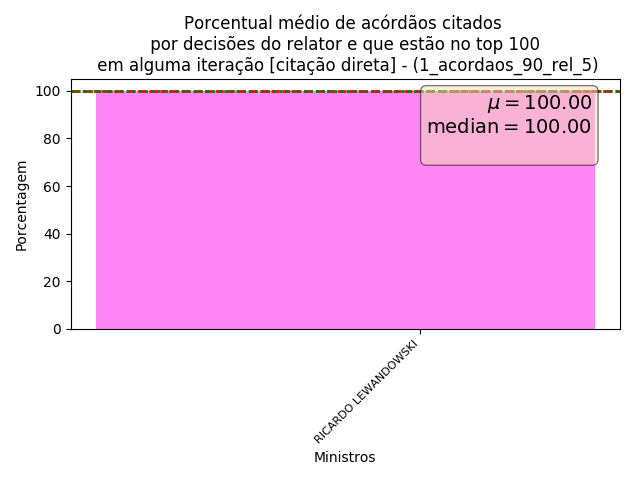 Porcentual médio de acórdãos citados
por decisões do relator e que estão no top 100
em alguma iteração [citação direta] - (1_acordaos_90_rel_5)
100
80
60
40
20
0
Porcentagem
μ = 100.00
median = 100.00
RICARDO LEWANDOWSKI
Ministros